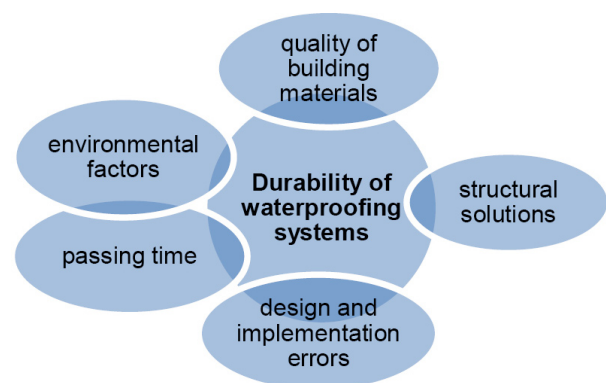 quality of
building
materials
environmental
factors
Durability of
waterproofing
systems
structural
solutions
passing time
design and
implementation
errors